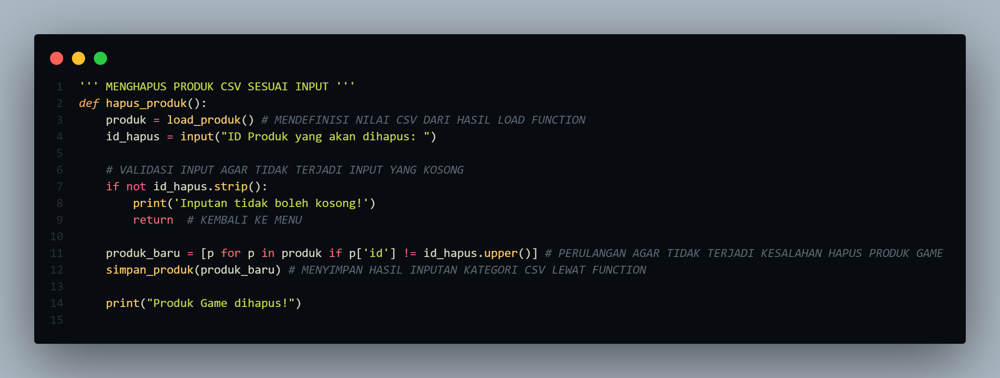 1 ''' MENGHAPUS PRODUK CSV SESUAI INPUT '''
2 def hapus_produk():
3     produk = load_produk() # MENDEFINISI NILAI CSV DARI HASIL LOAD FUNCTION
4     id_hapus = input("ID Produk yang akan dihapus: ")
5
6     # VALIDASI INPUT AGAR TIDAK TERJADI INPUT YANG KOSONG
7     if not id_hapus.strip():
8         print('Inputan tidak boleh kosong!')
9         return  # KEMBALI KE MENU
10
11     produk_baru = [p for p in produk if p['id'] != id_hapus.upper()] # PERULANGAN AGAR TIDAK TERJADI KESALAHAN HAPUS PRODUK GAME
12     simpan_produk(produk_baru) # MENYIMPAN HASIL INPUTAN KATEGORI CSV LEWAT FUNCTION
13
14     print("Produk Game dihapus!")
15